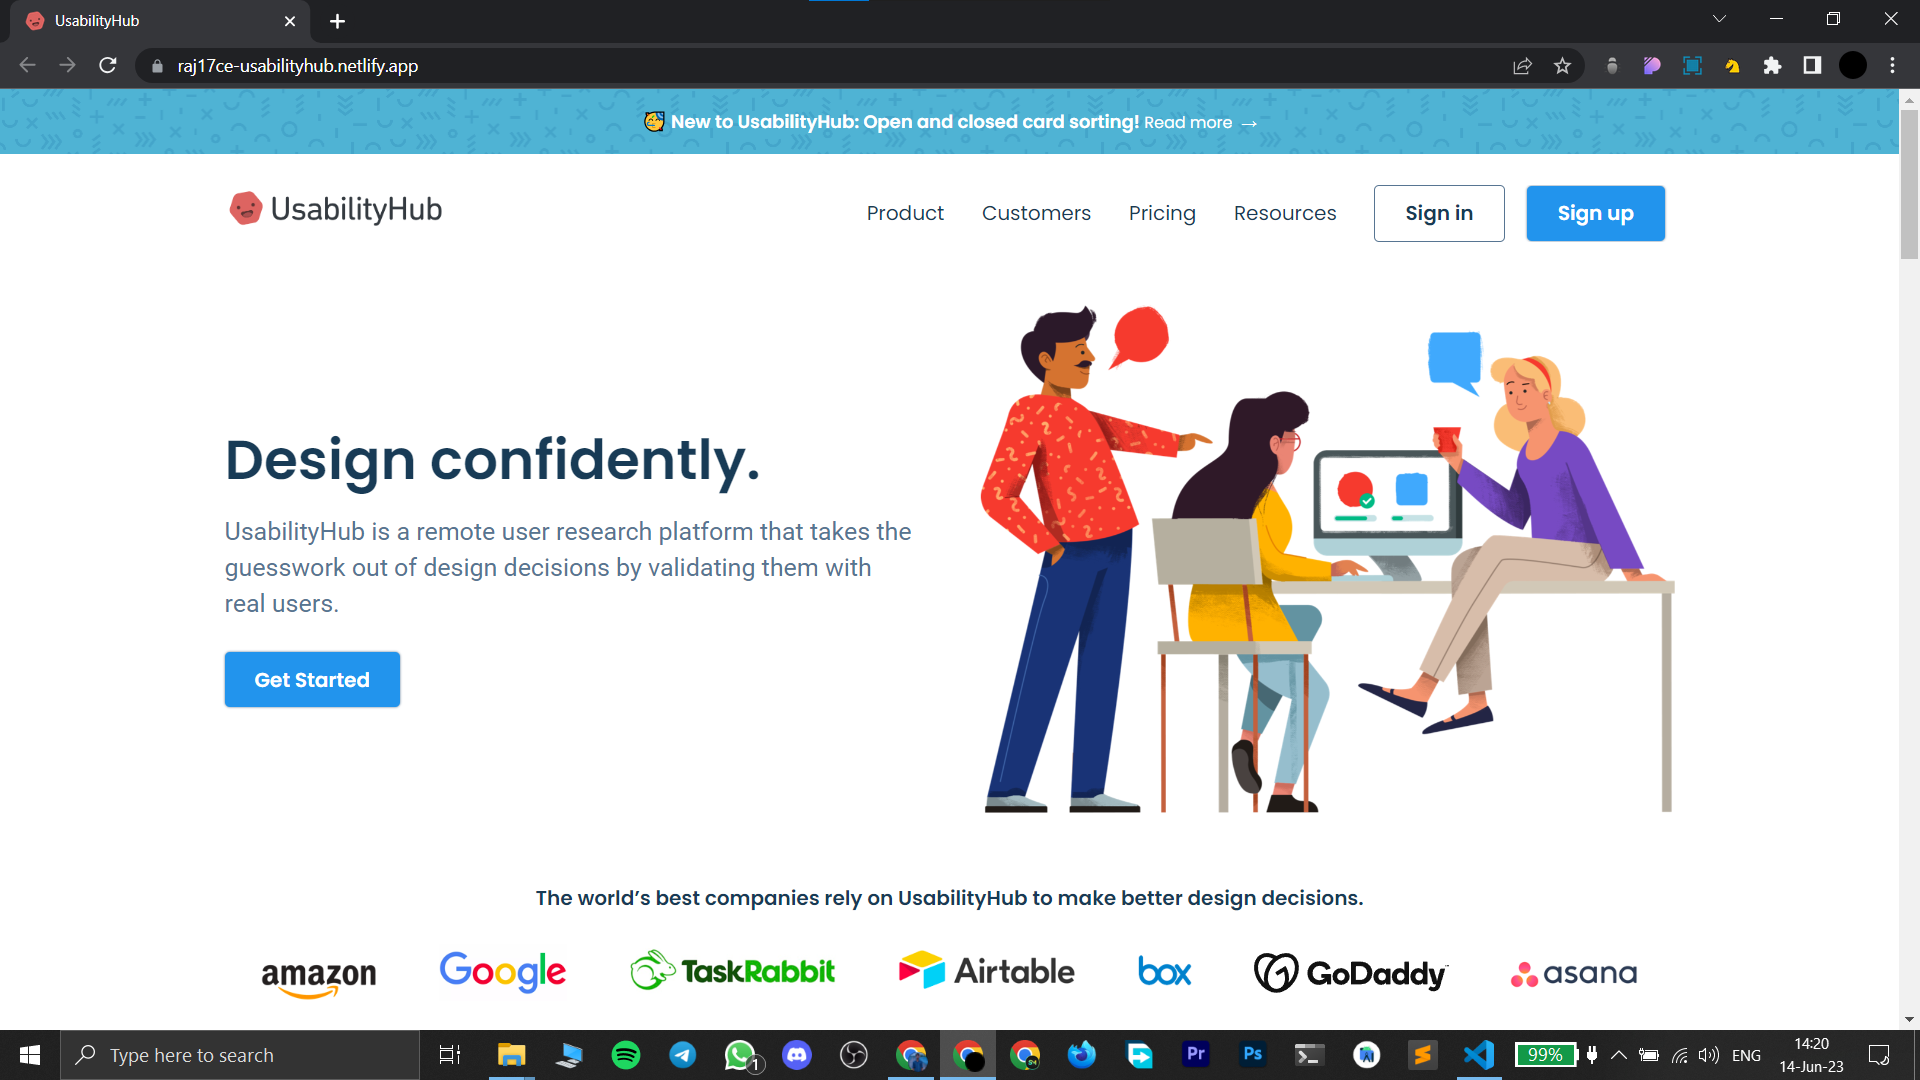 UsabilityHub
raj17ce-usabilityhub.netlify.app
New to UsabilityHub: Open and closed card sorting! Read more →
UsabilityHub
Product Customers Pricing Resources Sign in Sign up
Design confidently.
UsabilityHub is a remote user research platform that takes the
guesswork out of design decisions by validating them with
real users.
Get Started
The world’s best companies rely on UsabilityHub to make better design decisions.
amazon Google TaskRabbit Airtable box GoDaddy asana
Type here to search
1
Pr
Ps
99%
ENG
14:20
14-Jun-23